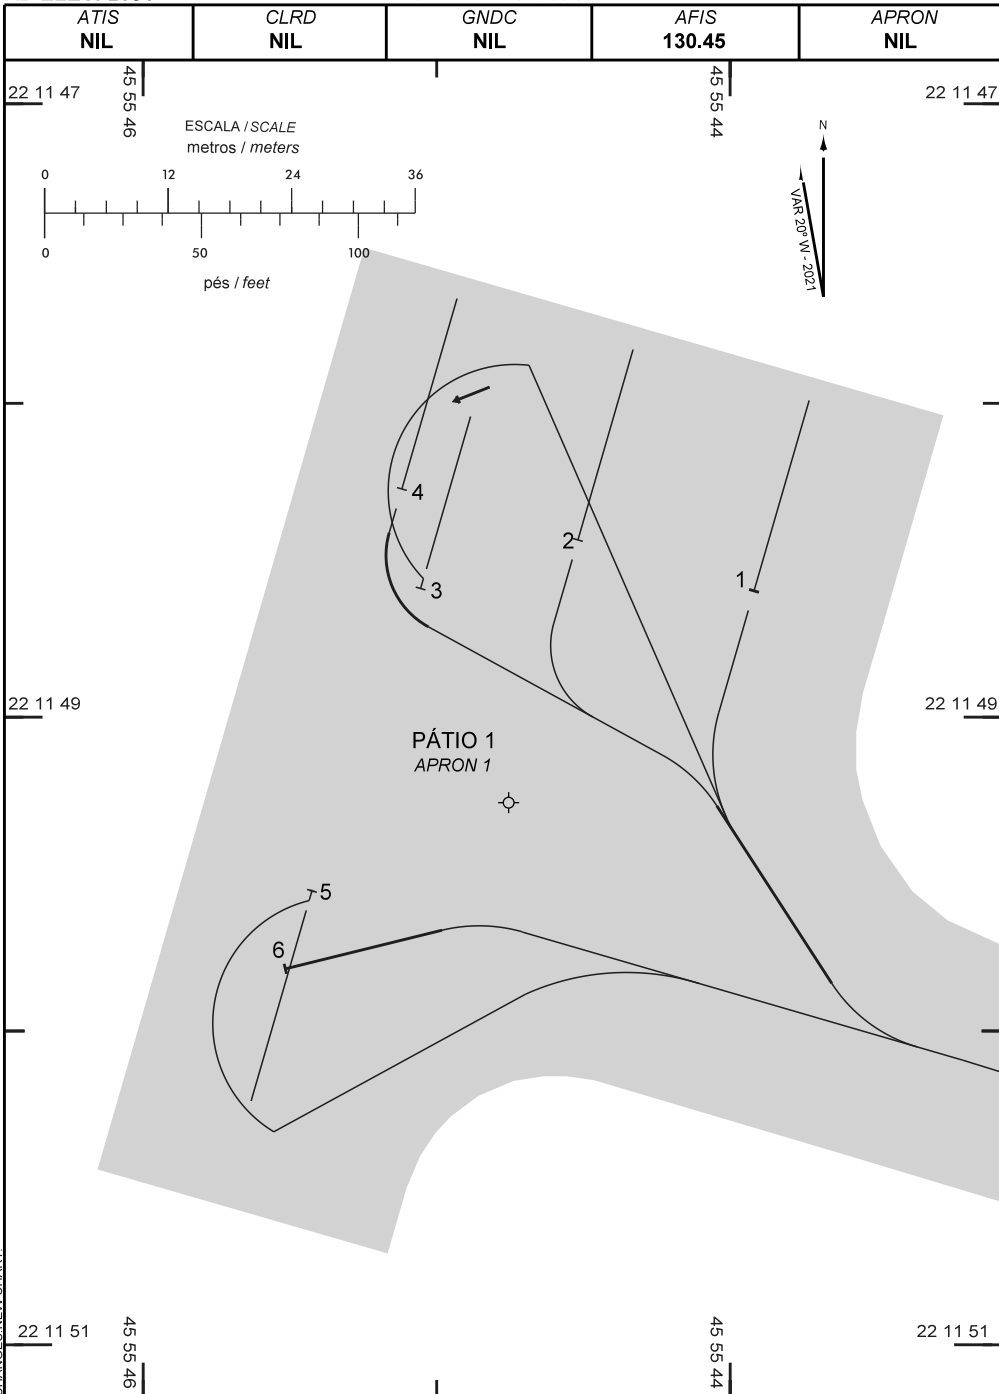 ATIS CLRD GNDC AFIS APRON
NIL NIL NIL 130.45 NIL
45 55 46 45 55 44
22 11 47 22 11 47
ESCALA / SCALE
metros / meters
N
0 12 24 36
VAR 20º W - 2021
0 50 100
pés / feet
4
2
1
3
22 11 49 22 11 49
PÁTIO 1
APRON 1
5
6
22 11 51 22 11 51
45 55 46 45 55 44